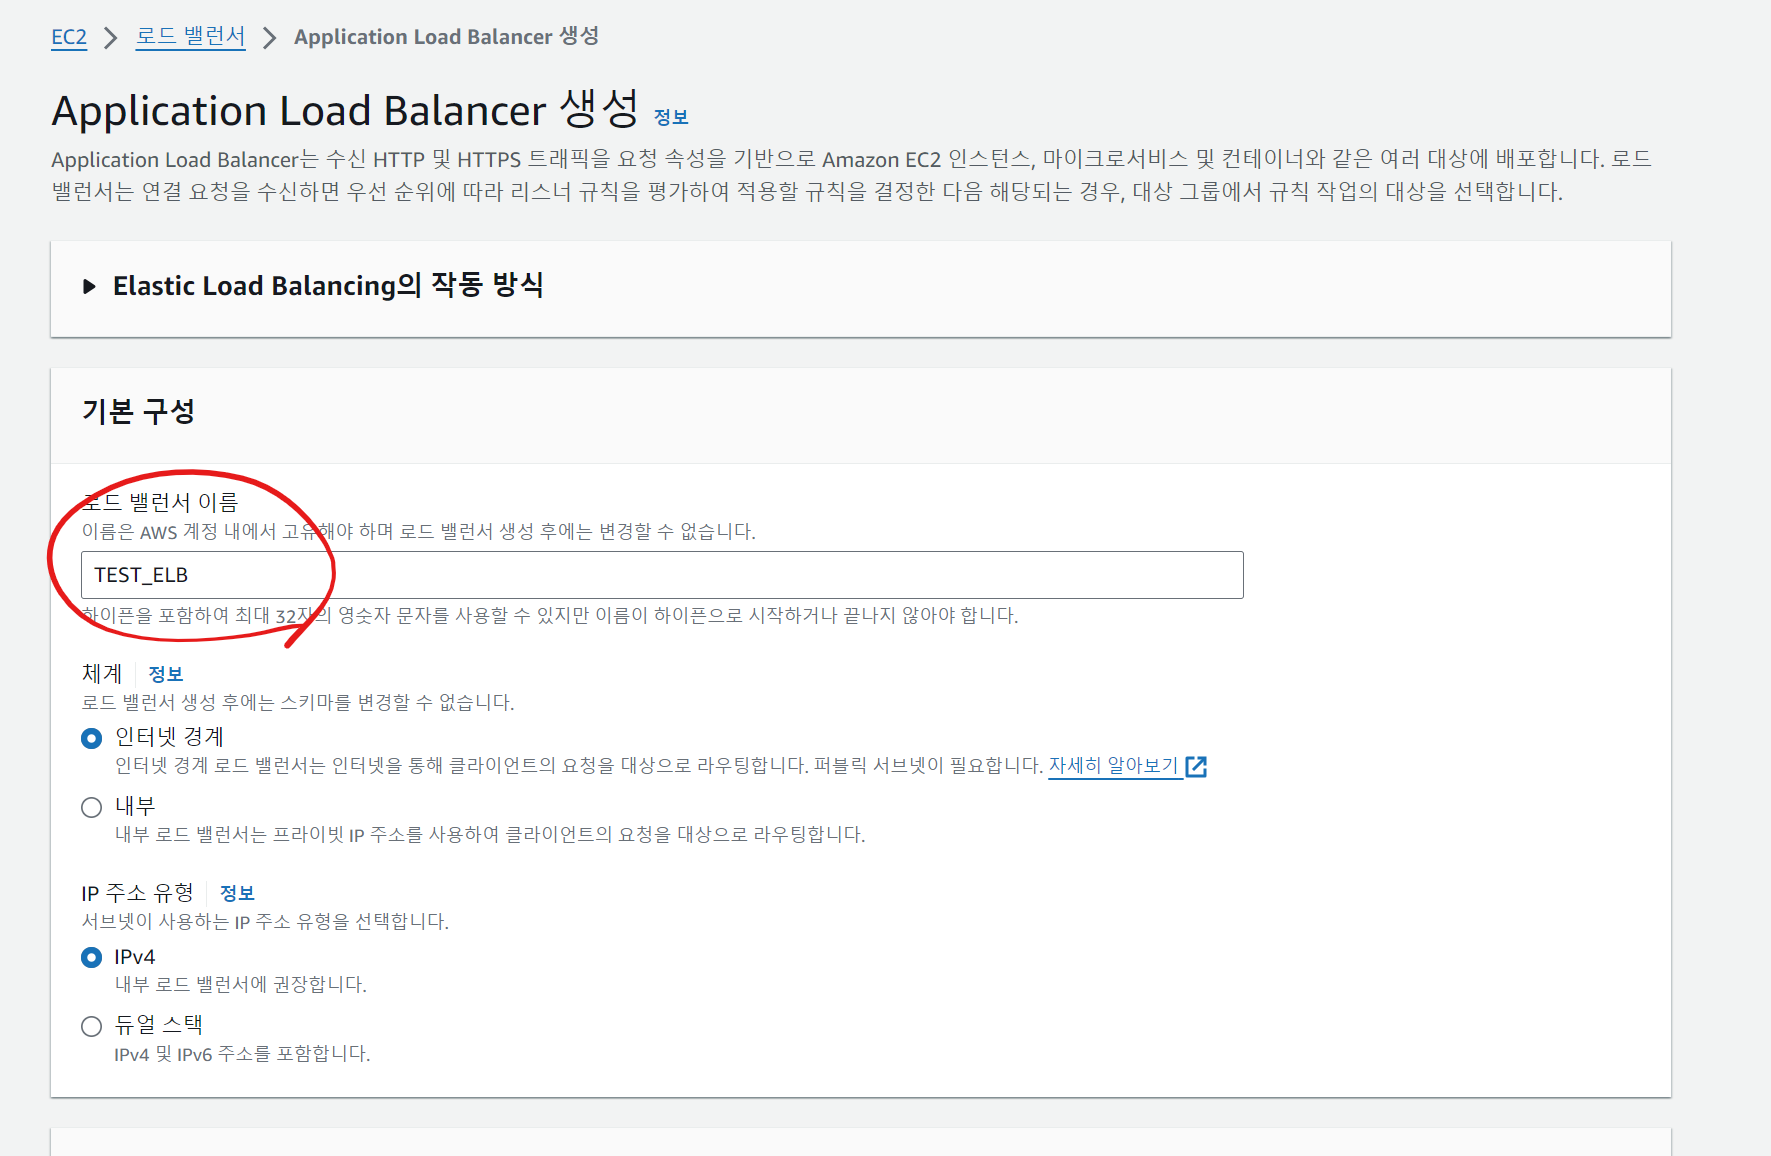 EC2 > 로드 밸런서 > Application Load Balancer 생성
Application Load Balancer 생성 정보
Application Load Balancer는 수신 HTTP 및 HTTPS 트래픽을 요청 속성을 기반으로 Amazon EC2 인스턴스, 마이크로서비스 및 컨테이너와 같은 여러 대상에 배포합니다. 로드
밸런서는 연결 요청을 수신하면 우선 순위에 따라 리스너 규칙을 평가하여 적용할 규칙을 결정한 다음 해당되는 경우, 대상 그룹에서 규칙 작업의 대상을 선택합니다.
Elastic Load Balancing의 작동 방식
기본 구성
로드 밸런서 이름
이름은 AWS 계정 내에서 고유해야 하며 로드 밸런서 생성 후에는 변경할 수 없습니다.
TEST_ELB
하이픈을 포함하여 최대 32자의 영숫자 문자를 사용할 수 있지만 이름이 하이픈으로 시작하거나 끝나지 않아야 합니다.
체계 정보
로드 밸런서 생성 후에는 스키마를 변경할 수 없습니다.
인터넷 경계
인터넷 경계 로드 밸런서는 인터넷을 통해 클라이언트의 요청을 대상으로 라우팅합니다. 퍼블릭 서브넷이 필요합니다. 자세히 알아보기
내부
내부 로드 밸런서는 프라이빗 IP 주소를 사용하여 클라이언트의 요청을 대상으로 라우팅합니다.
IP 주소 유형 정보
서브넷이 사용하는 IP 주소 유형을 선택합니다.
IPv4
내부 로드 밸런서에 권장합니다.
듀얼 스택
IPv4 및 IPv6 주소를 포함합니다.